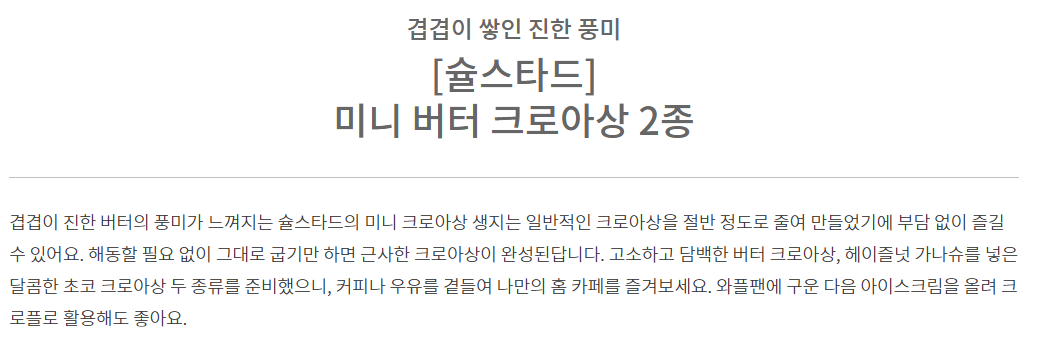 겹겹이 쌓인 진한 풍미
[슐스타드]
미니 버터 크로아상 2종
겹겹이 진한 버터의 풍미가 느껴지는 슐스타드의 미니 크로아상 생지는 일반적인 크로아상을 절반 정도로 줄여 만들었기에 부담 없이 즐길
수 있어요. 해동할 필요 없이 그대로 굽기만 하면 근사한 크로아상이 완성된답니다. 고소하고 담백한 버터 크로아상, 헤이즐넛 가나슈를 넣은
달콤한 초코 크로아상 두 종류를 준비했으니, 커피나 우유를 곁들여 나만의 홈 카페를 즐겨보세요. 와플팬에 구운 다음 아이스크림을 올려 크
로플로 활용해도 좋아요.